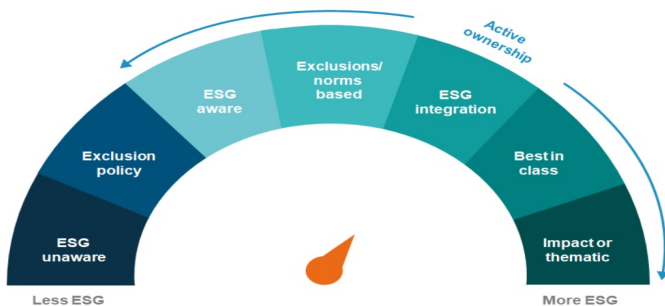 Active
ownership
Exclusions/
norms
based
ESG
aware
ESG
integration
Exclusion
policy
Best in
class
ESG
unaware
Impact or
thematic
Less ESG
More ESG